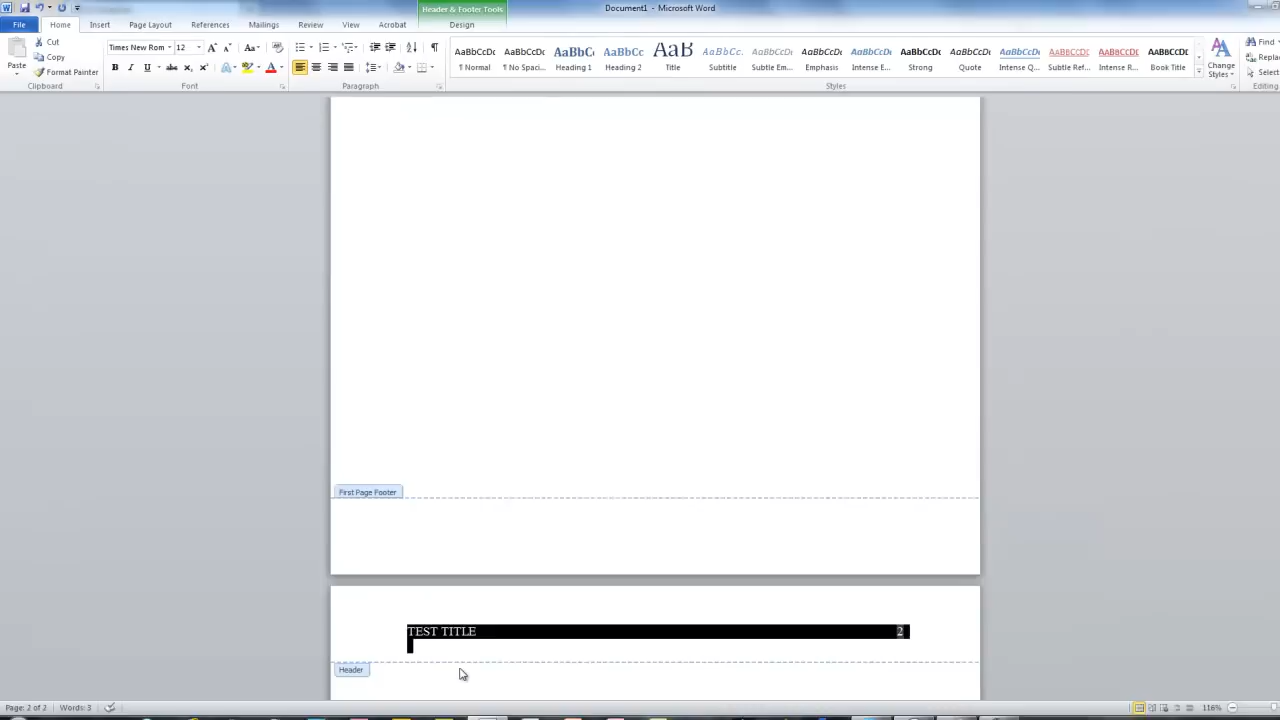 Header & Footer Tools
Document1 - Microsoft Word
File
Home
Insert
Page Layout
References
Mailings
Review
View
Acrobat
Design
Paste
Cut
Copy
Format Painter
Clipboard
Times New Rom
12
Font
Paragraph
AaBbCcDc
¶ Normal
AaBbCcDc
¶ No Spaci...
AaBbCc
Heading 1
AaBbCc
Heading 2
AaB
Title
AaBbCc.
Subtitle
AaBbCcDc
Subtle Em...
AaBbCcDc
Emphasis
AaBbCcDc
Intense E...
AaBbCcDc
Strong
AaBbCcDc
Quote
AaBbCcDc
Intense Q...
AABBCCDC
Subtle Ref...
AABBCCDC
Intense R...
AABBCCDC
Book Title
Change
Styles
Styles
Find
Replac
Select
Editing
First Page Footer
TEST TITLE 2
Header
Page: 2 of 2
Words: 3
116%